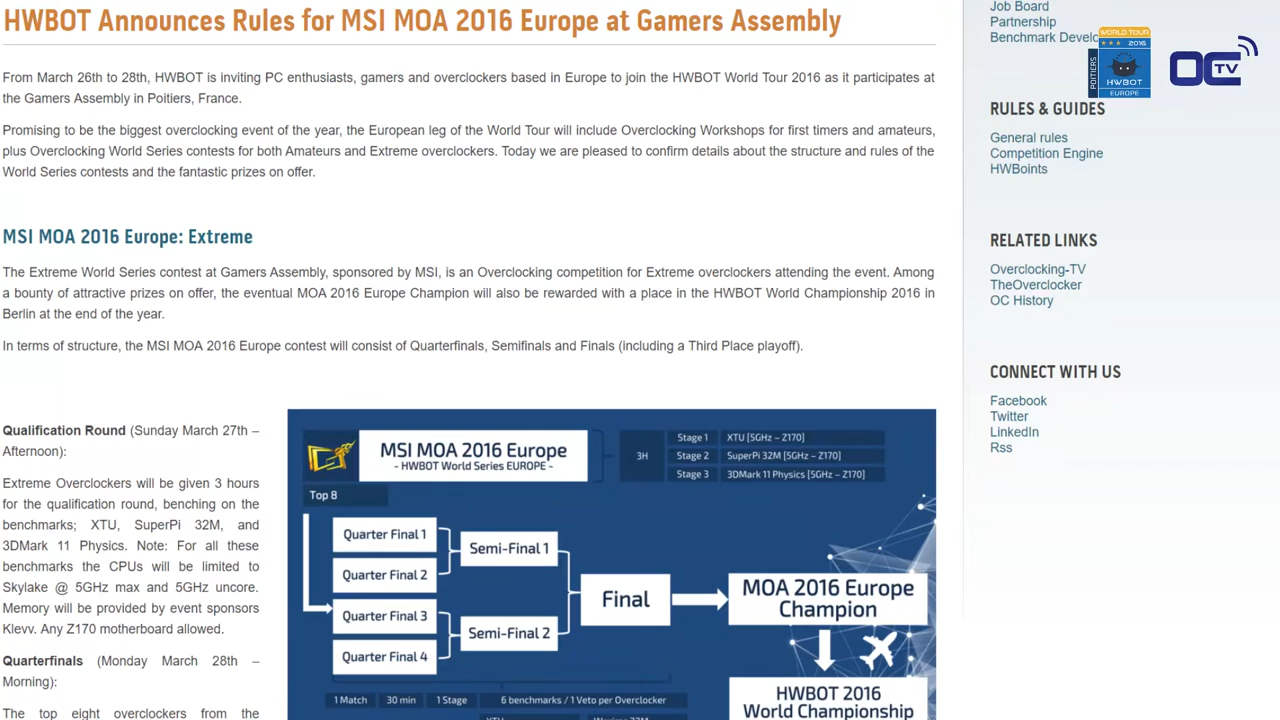 HWBOT Announces Rules for MSI MOA 2016 Europe at Gamers Assembly
From March 26th to 28th, HWBOT is inviting PC enthusiasts, gamers and overclockers based in Europe to join the HWBOT World Tour 2016 as it participates at
the Gamers Assembly in Poitiers, France.
Promising to be the biggest overclocking event of the year, the European leg of the World Tour will include Overclocking Workshops for first timers and amateurs,
plus Overclocking World Series contests for both Amateurs and Extreme overclockers. Today we are pleased to confirm details about the structure and rules of the
World Series contests and the fantastic prizes on offer.
MSI MOA 2016 Europe: Extreme
The Extreme World Series contest at Gamers Assembly, sponsored by MSI, is an Overclocking competition for Extreme overclockers attending the event. Among
a bounty of attractive prizes on offer, the eventual MOA 2016 Europe Champion will also be rewarded with a place in the HWBOT World Championship 2016 in
Berlin at the end of the year.
In terms of structure, the MSI MOA 2016 Europe contest will consist of Quarterfinals, Semifinals and Finals (including a Third Place playoff).
Qualification Round (Sunday March 27th –
Afternoon):
Extreme Overclockers will be given 3 hours
for the qualification round, benching on the
benchmarks; XTU, SuperPi 32M, and
3DMark 11 Physics. Note: For all these
benchmarks the CPUs will be limited to
Skylake @ 5GHz max and 5GHz uncore.
Memory will be provided by event sponsors
Klevv. Any Z170 motherboard allowed.
Quarterfinals (Monday March 28th –
Morning):
The top eight overclockers from the
MSI MOA 2016 Europe
- HWBOT World Series EUROPE -
3H
Stage 1 XTU [5GHz – Z170]
Stage 2 SuperPi 32M [5GHz – Z170]
Stage 3 3DMark 11 Physics [5GHz – Z170]
Top 8
Quarter Final 1
Quarter Final 2
Quarter Final 3
Quarter Final 4
Semi-Final 1
Semi-Final 2
Final
MOA 2016 Europe
Champion
HWBOT 2016
World Championship
1 Match 30 min 1 Stage 6 benchmarks / 1 Veto per Overclocker
Job Board
Partnership
Benchmark Develo
WORLD TOUR
2016
POITIERS
HWBOT
EUROPE
OC TV
RULES & GUIDES
General rules
Competition Engine
HWBoints
RELATED LINKS
Overclocking-TV
TheOverclocker
OC History
CONNECT WITH US
Facebook
Twitter
LinkedIn
Rss